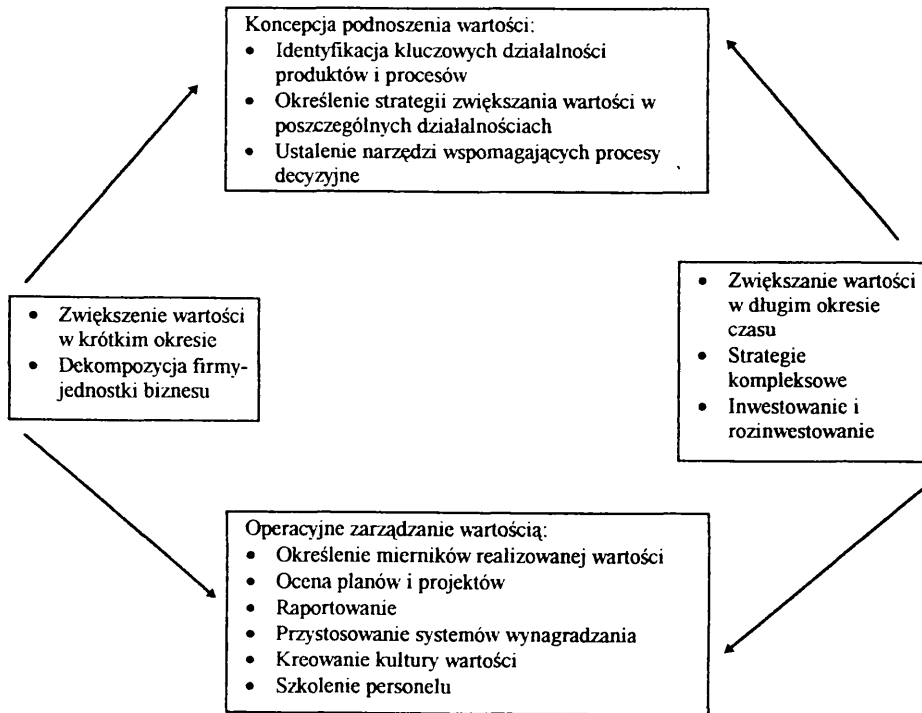 Koncepcja podnoszenia wartości:
• Identyfikacja kluczowych działalności
produktów i procesów
• Określenie strategii zwiększania wartości w
poszczególnych działalnościach
• Ustalenie narzędzi wspomagających procesy
decyzyjne
• Zwiększenie wartości
w krótkim okresie
• Dekompozycja firmy-
jednostki biznesu
• Zwiększanie wartości
w długim okresie
czasu
• Strategie
kompleksowe
• Inwestowanie i
rozinwestowanie
Operacyjne zarządzanie wartością:
• Określenie mierników realizowanej wartości
• Ocena planów i projektów
• Raportowanie
• Przystosowanie systemów wynagradzania
• Kreowanie kultury wartości
• Szkolenie personelu